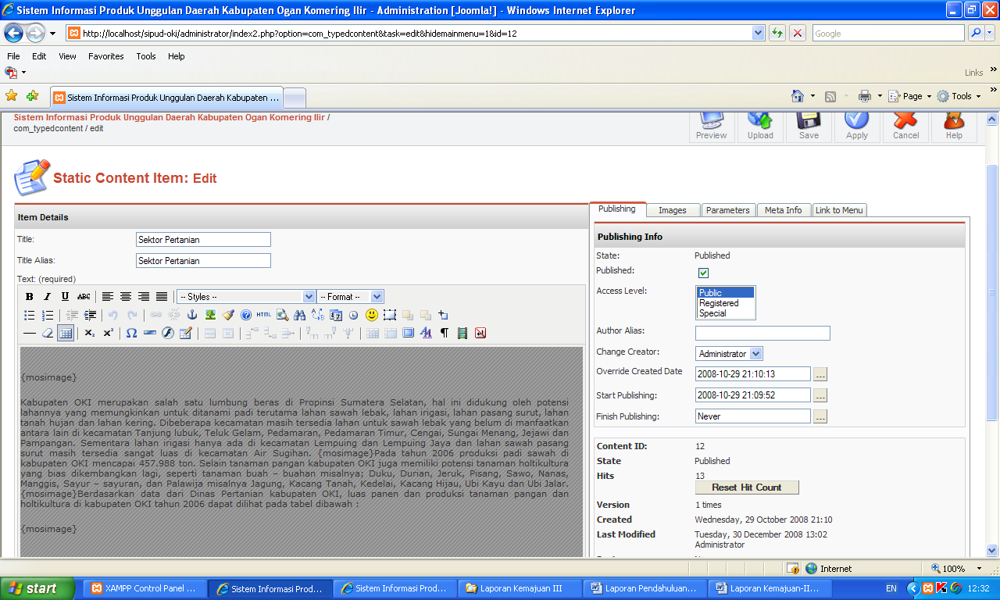 Sistem Informasi Produk Unggulan Daerah Kabupaten Ogan Komering Ilir - Administration [Joomla!] - Windows Internet Explorer
http://localhost/sipud-oki/administrator/index2.php?option=com_typedcontent&task=edit&hidemainmenu=1&id=12
Google
File Edit View Favorites Tools Help
Links »
Sistem Informasi Produk Unggulan Daerah Kabupaten ...
Page Tools »
Sistem Informasi Produk Unggulan Daerah Kabupaten Ogan Komering Ilir /
com_typedcontent / edit
Preview Upload Save Apply Cancel Help
Static Content Item: Edit
Item Details
Title: Sektor Pertanian
Title Alias: Sektor Pertanian
Text: (required)
B I U ABC -- Styles -- -- Format --
HTML
{mosimage}
Kabupaten OKI merupakan salah satu lumbung beras di Propinsi Sumatera Selatan, hal ini didukung oleh potensi
lahannya yang memungkinkan untuk ditanami padi terutama lahan sawah lebak, lahan irigasi, lahan pasang surut, lahan
tanah hujan dan lahan kering. Dibeberapa kecamatan masih tersedia lahan untuk sawah lebak yang belum di manfaatkan
antara lain di kecamatan Tanjung lubuk, Teluk Gelam, Pedamaran, Pedamaran Timur, Cengal, Sungai Menang, Jejawi dan
Pampangan. Sementara lahan irigasi hanya ada di kecamatan Lempung dan Lempung Jaya dan lahan sawah pasang
surut masih tersedia sangat luas di kecamatan Air Sugihan. {mosimage}Pada tahun 2006 produksi padi sawah di
kabupaten OKI mencapai 457.888 ton. Selain tanaman pangan kabupaten OKI juga memiliki potensi tanaman holtikultura
yang bias dikembangkan lagi, seperti tanaman buah – buahan misalnya; Duku, Durian, Jeruk, Pisang, Sawo, Nanas,
Manggis, Sayur – sayuran, dan Palawija misalnya Jagung, Kacang Tanah, Kedelai, Kacang Hijau, Ubi Kayu dan Ubi Jalar.
{mosimage}Berdasarkan data dari Dinas Pertanian kabupaten OKI, luas panen dan produksi tanaman pangan dan
holtikultura di kabupaten OKI tahun 2006 dapat dilihat pada tabel dibawah :
{mosimage}
Publishing Images Parameters Meta Info Link to Menu
Publishing Info
State: Published
Published:
Access Level: Public
Registered
Special
Author Alias:
Change Creator: Administrator
Override Created Date 2008-10-29 21:10:13 ...
Start Publishing: 2008-10-29 21:09:52 ...
Finish Publishing: Never ...
Content ID: 12
State Published
Hits 13
Reset Hit Count
Version 1 times
Created Wednesday, 29 October 2008 21:10
Last Modified Tuesday, 30 December 2008 13:02
Administrator
Internet 100%
start XAMPP Control Panel ... Sistem Informasi Prod... Sistem Informasi Prod... Laporan Kemajuan III Laporan Pendahuluan... Laporan Kemajuan-II... EN 12:32